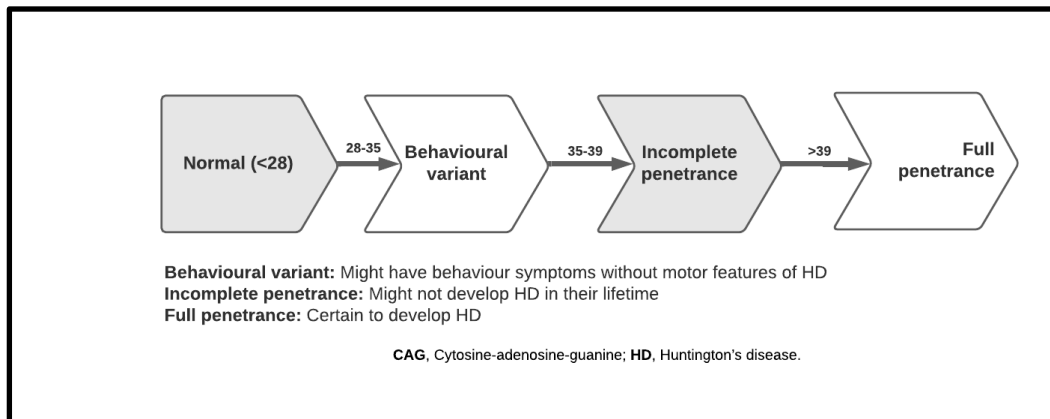 Normal (<28)
28-35
Behavioural
variant
35-39
Incomplete
penetrance
>39
Full
penetrance
Behavioural variant: Might have behaviour symptoms without motor features of HD
Incomplete penetrance: Might not develop HD in their lifetime
Full penetrance: Certain to develop HD
CAG, Cytosine-adenosine-guanine; HD, Huntington's disease.